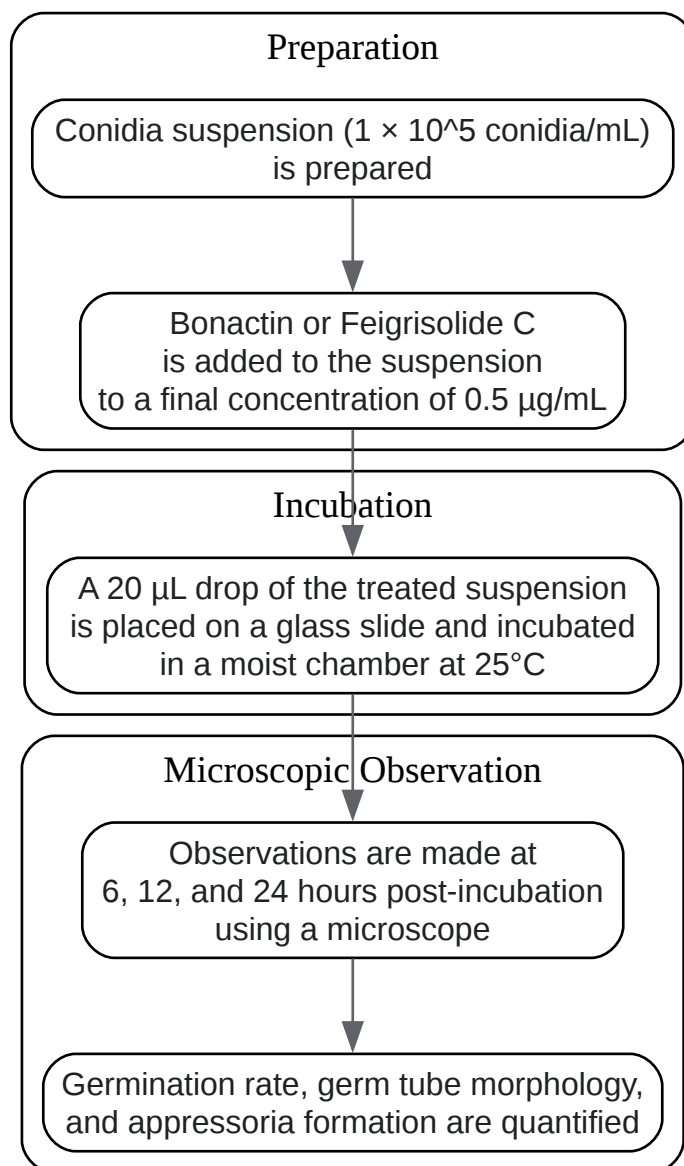 Preparation
Conidia suspension (1 × 10^5 conidia/mL)
is prepared
Bonactin or Feigrisolide C
is added to the suspension
to a final concentration of 0.5 µg/mL
Incubation
A 20 µL drop of the treated suspension
is placed on a glass slide and incubated
in a moist chamber at 25°C
Microscopic Observation
Observations are made at
6, 12, and 24 hours post-incubation
using a microscope
Germination rate, germ tube morphology,
and appressoria formation are quantified